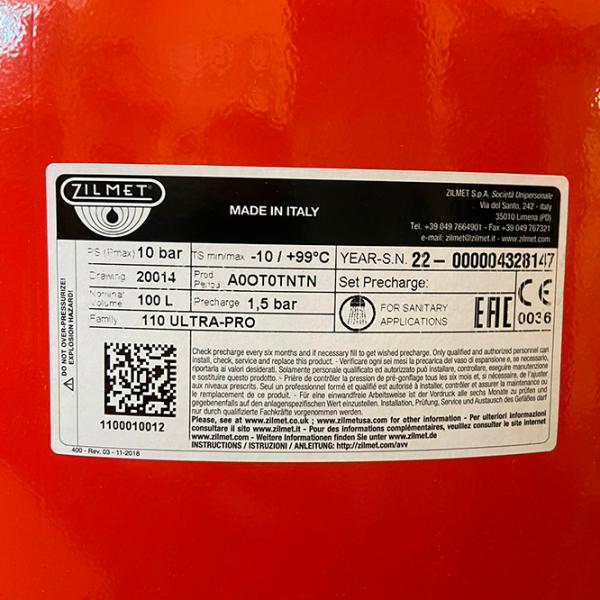 ZILMET
MADE IN ITALY
ZILMET S.p.A. Società Unipersonale
Via del Santo, 242 - Italy
35010 Limena (PD)
Tel. +39 049 7664901 - Fax +39 049 767321
e-mail: zilmet@zilmet.it - www.zilmet.com
PS (Pmax) 10 bar TS min/max -10 / +99°C YEAR-S.N. 22- 000004328147
Drawing 20014 Prod Period A0OT0TNTN Set Precharge:
Nominal Volume 100 L Precharge 1,5 bar
FOR SANITARY
APPLICATIONS
EAC CE
0036
Family 110 ULTRA-PRO
DO NOT OVER-PRESSURIZE!
EXPLOSION HAZARD!
1100010012
400 - Rev. 03 - 11-2018
Check precharge every six months and if necessary fill to get wished precharge. Only qualified and authorized personnel can
install, check, service and replace this product. - Verificare ogni sei mesi la precarica del vaso di espansione e, se necessario,
riportarla ai valori desiderati. Solamente personale qualificato ed autorizzato può installare, controllare, eseguire manutenzione
e sostituire questo prodotto. - Prière de contrôler la pression de pré-gonflage tous les six mois et, si nécessaire, de l'ajuster
aux niveaux prescrits. Seul un professionnel formé et qualifié est autorisé à installer, contrôler et assurer la maintenance ou
le remplacement de ce produit. - Für eine einwandfreie Arbeitsweise ist der Vordruck alle sechs Monate zu prüfen und
entsprechend auf den anlagenspezifischen Wert einzustellen. Installation, Prüfung, Service und Austausch des Gefäßes darf
nur durch qualifizierte Fachkräfte vorgenommen werden.
Please, see at www.zilmet.co.uk ; www.zilmetusa.com for other information - Per ulteriori informazioni
consultare il sito www.zilmet.it - Pour des informations complémentaires, veuillez consulter le site
www.zilmet.com - Weitere Informationen finden Sie unter www.zilmet.de
INSTRUCTIONS / ISTRUZIONI / ANLEITUNG: http://zilmet.com/avv